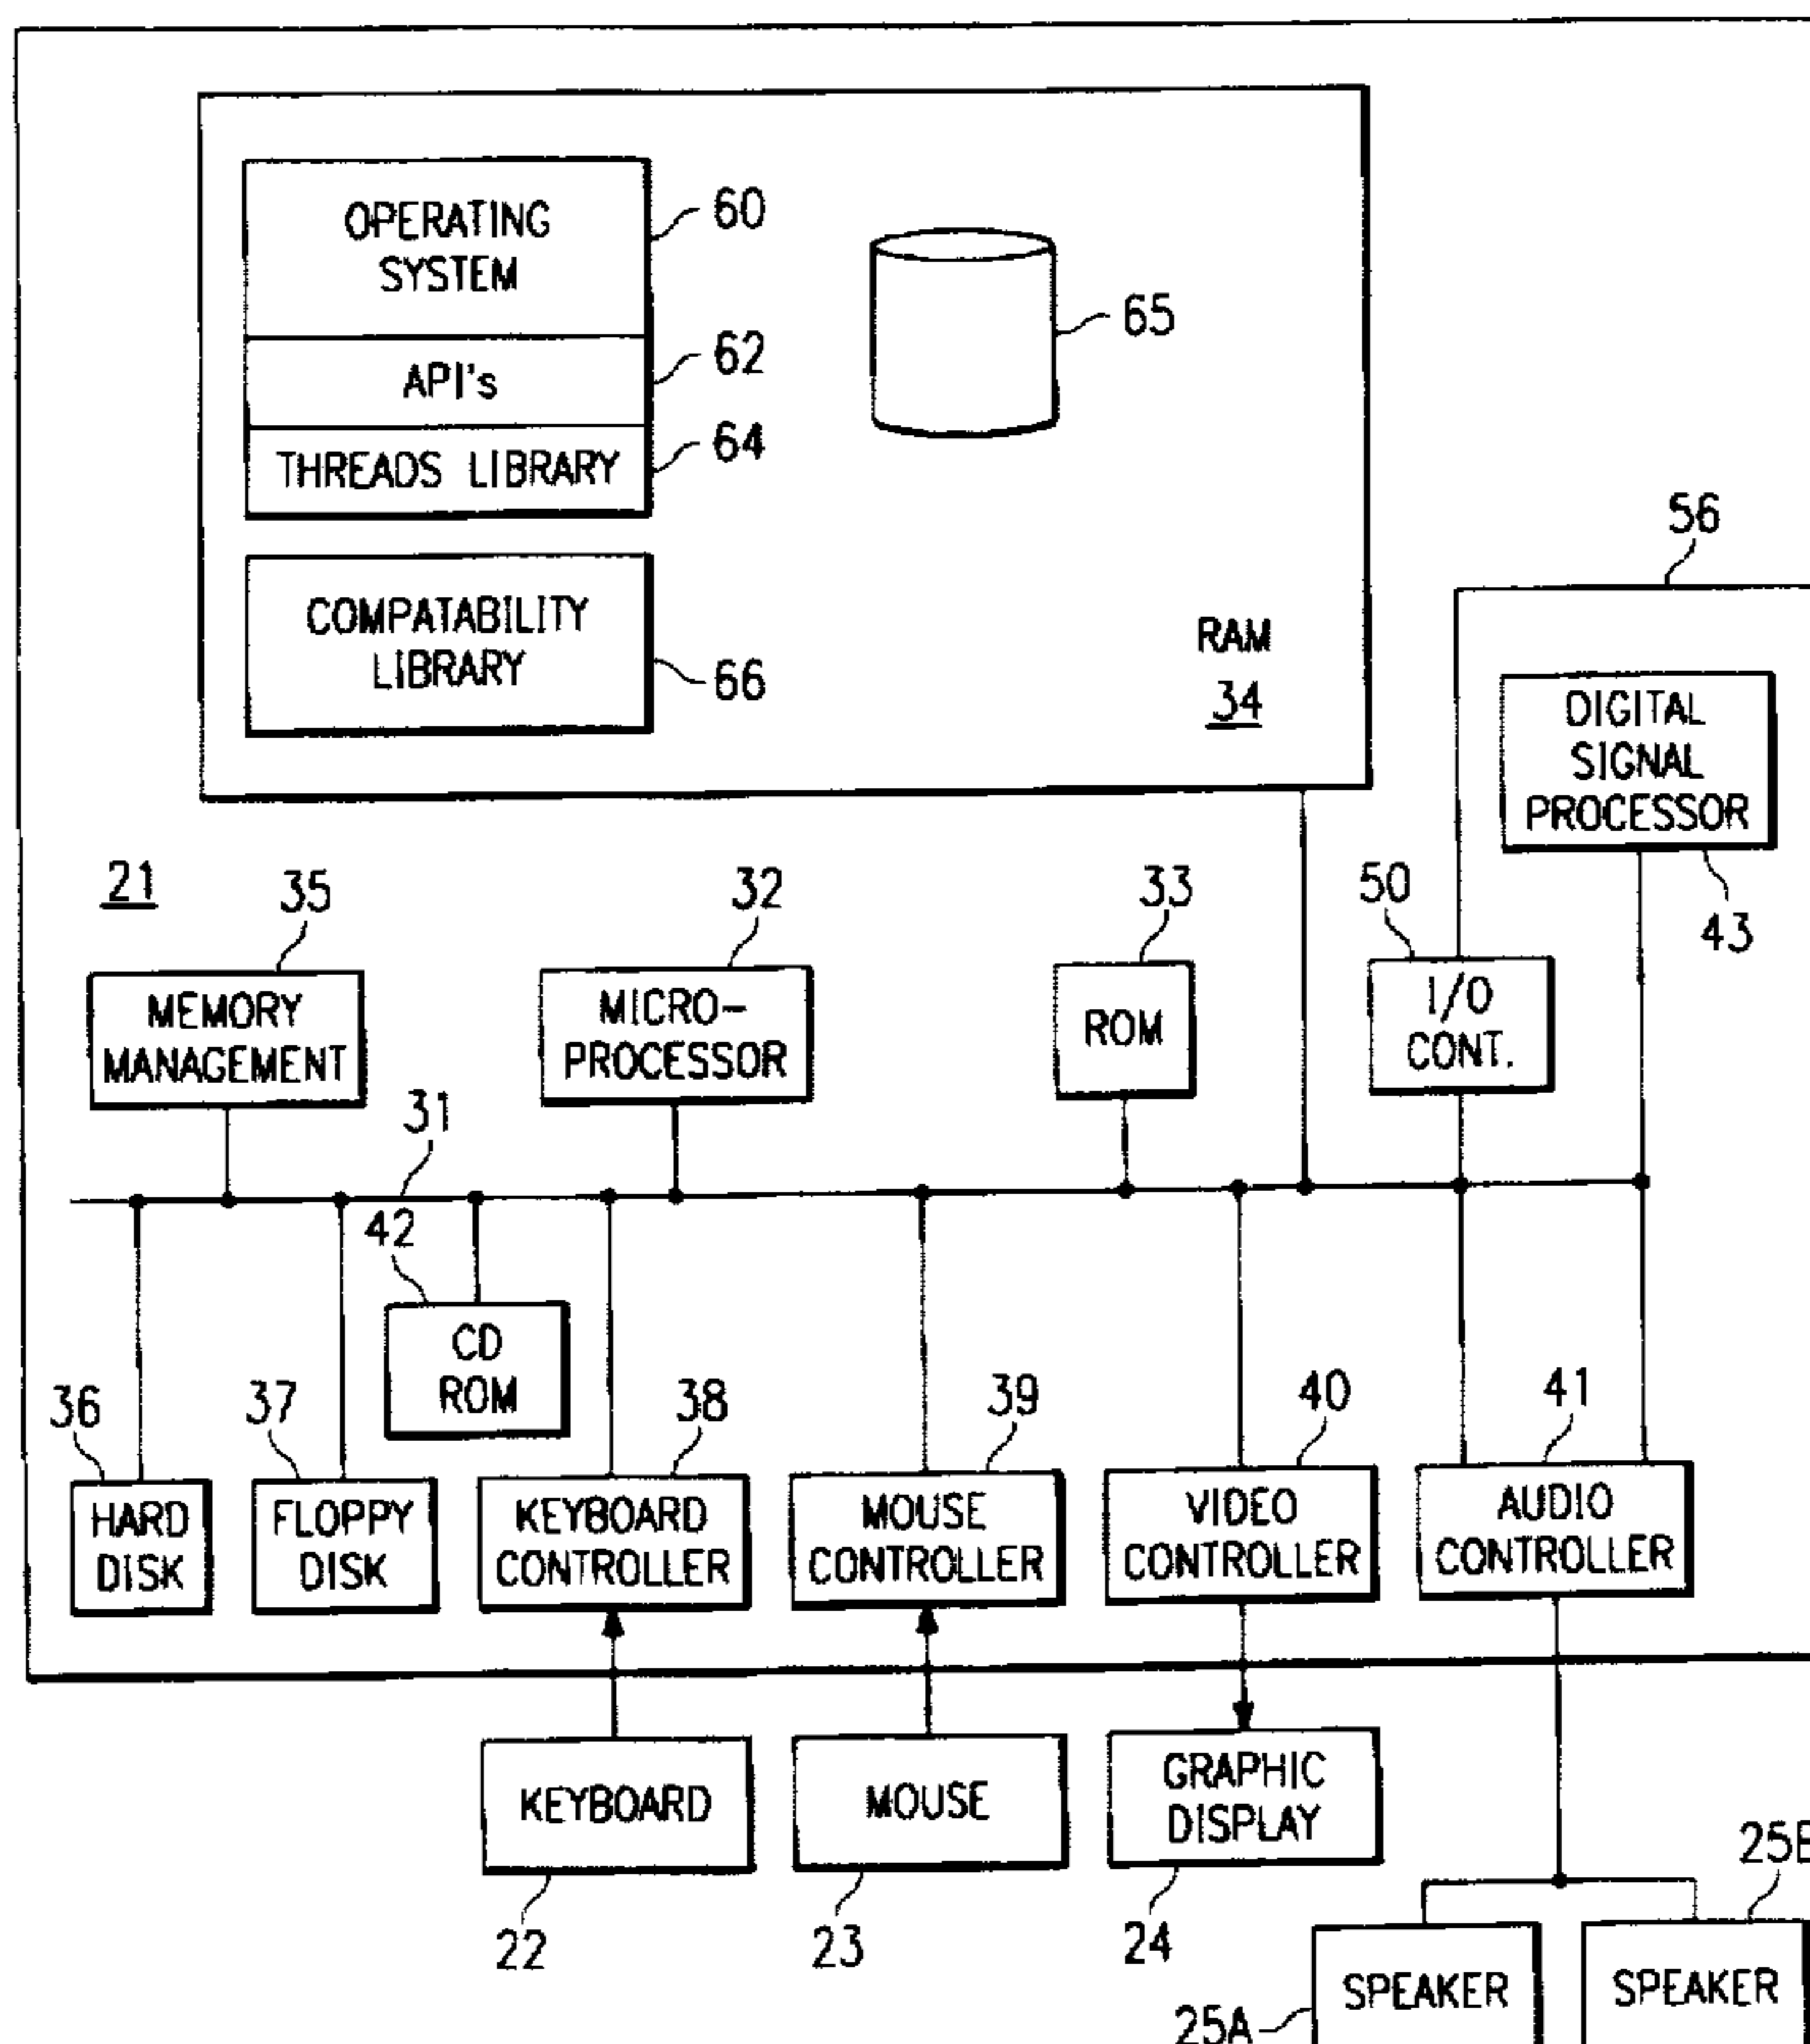 OPERATING
SYSTEM
60
API's
62
THREADS LIBRARY
64
65
COMPATABILITY
LIBRARY
66
RAM
34
56
DIGITAL
SIGNAL
PROCESSOR
43
21
35
MEMORY
MANAGEMENT
32
MICRO-
PROCESSOR
33
ROM
50
I/O
CONT.
31
42
CD
ROM
36
HARD
DISK
37
FLOPPY
DISK
38
KEYBOARD
CONTROLLER
39
MOUSE
CONTROLLER
40
VIDEO
CONTROLLER
41
AUDIO
CONTROLLER
KEYBOARD
22
MOUSE
23
GRAPHIC
DISPLAY
24
25A
SPEAKER
25B
SPEAKER